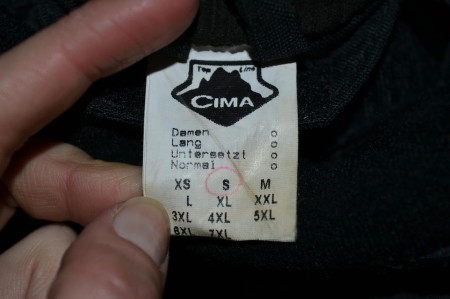 Top Line
CIMA
Damen o
Lang o
Untersetzt o
Normal o
XS S M
L XL XXL
3XL 4XL 5XL
6XL 7XL